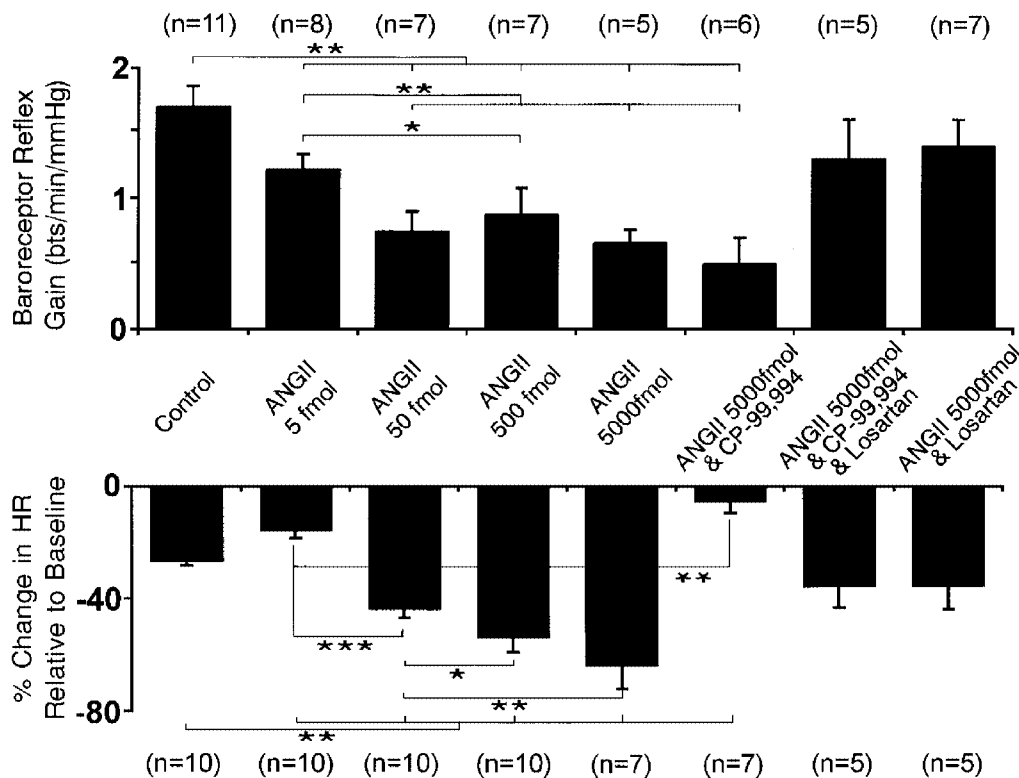 (n=11) (n=8) (n=7) (n=7) (n=5) (n=6) (n=5) (n=7)
**
**
*
Baroreceptor Reflex
Gain (bts/min/mmHg)
2
1
0
Control
ANGII
5 fmol
ANGII
50 fmol
ANGII
500 fmol
ANGII
5000fmol
ANGII 5000fmol
& CP-99,994
ANGII 5000fmol
& CP-99,994
& Losartan
ANGII 5000fmol
& Losartan
% Change in HR
Relative to Baseline
0
-40
-80
**
***
*
**
**
(n=10) (n=10) (n=10) (n=10) (n=7) (n=7) (n=5) (n=5)